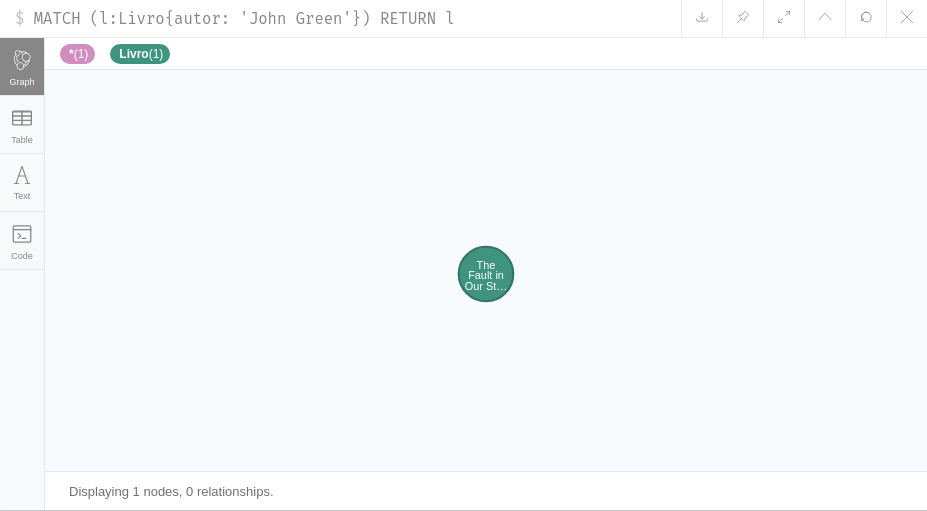 $ MATCH (l:Livro{autor: 'John Green'}) RETURN l
*(1) Livro(1)
Graph
Table
Text
Code
The
Fault in
Our St…
Displaying 1 nodes, 0 relationships.